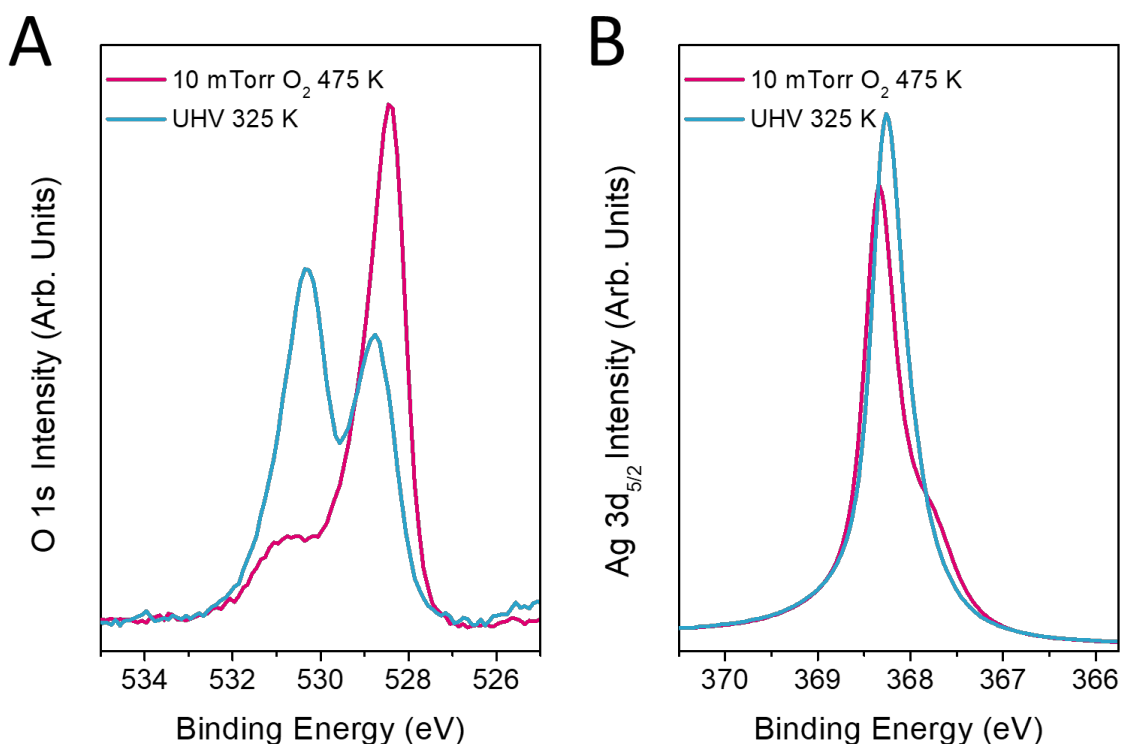 A
10 mTorr O₂ 475 K
UHV 325 K
O 1s Intensity (Arb. Units)
534
532
530
528
526
Binding Energy (eV)
B
10 mTorr O₂ 475 K
UHV 325 K
Ag 3d₅/₂ Intensity (Arb. Units)
370
369
368
367
366
Binding Energy (eV)